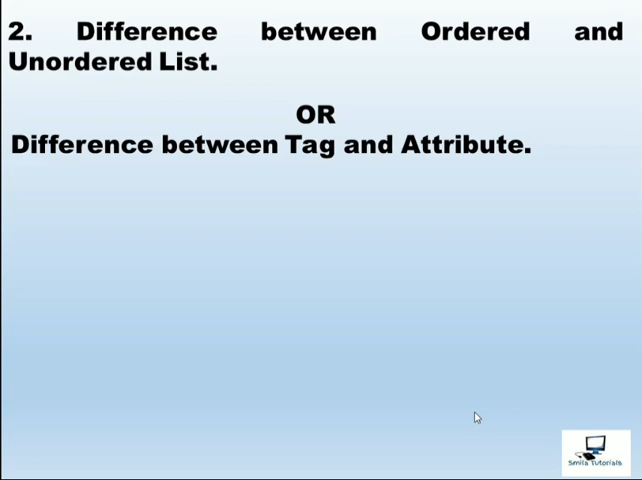 2. Difference between Ordered and
Unordered List.
OR
Difference between Tag and Attribute.
Smita Tutorials